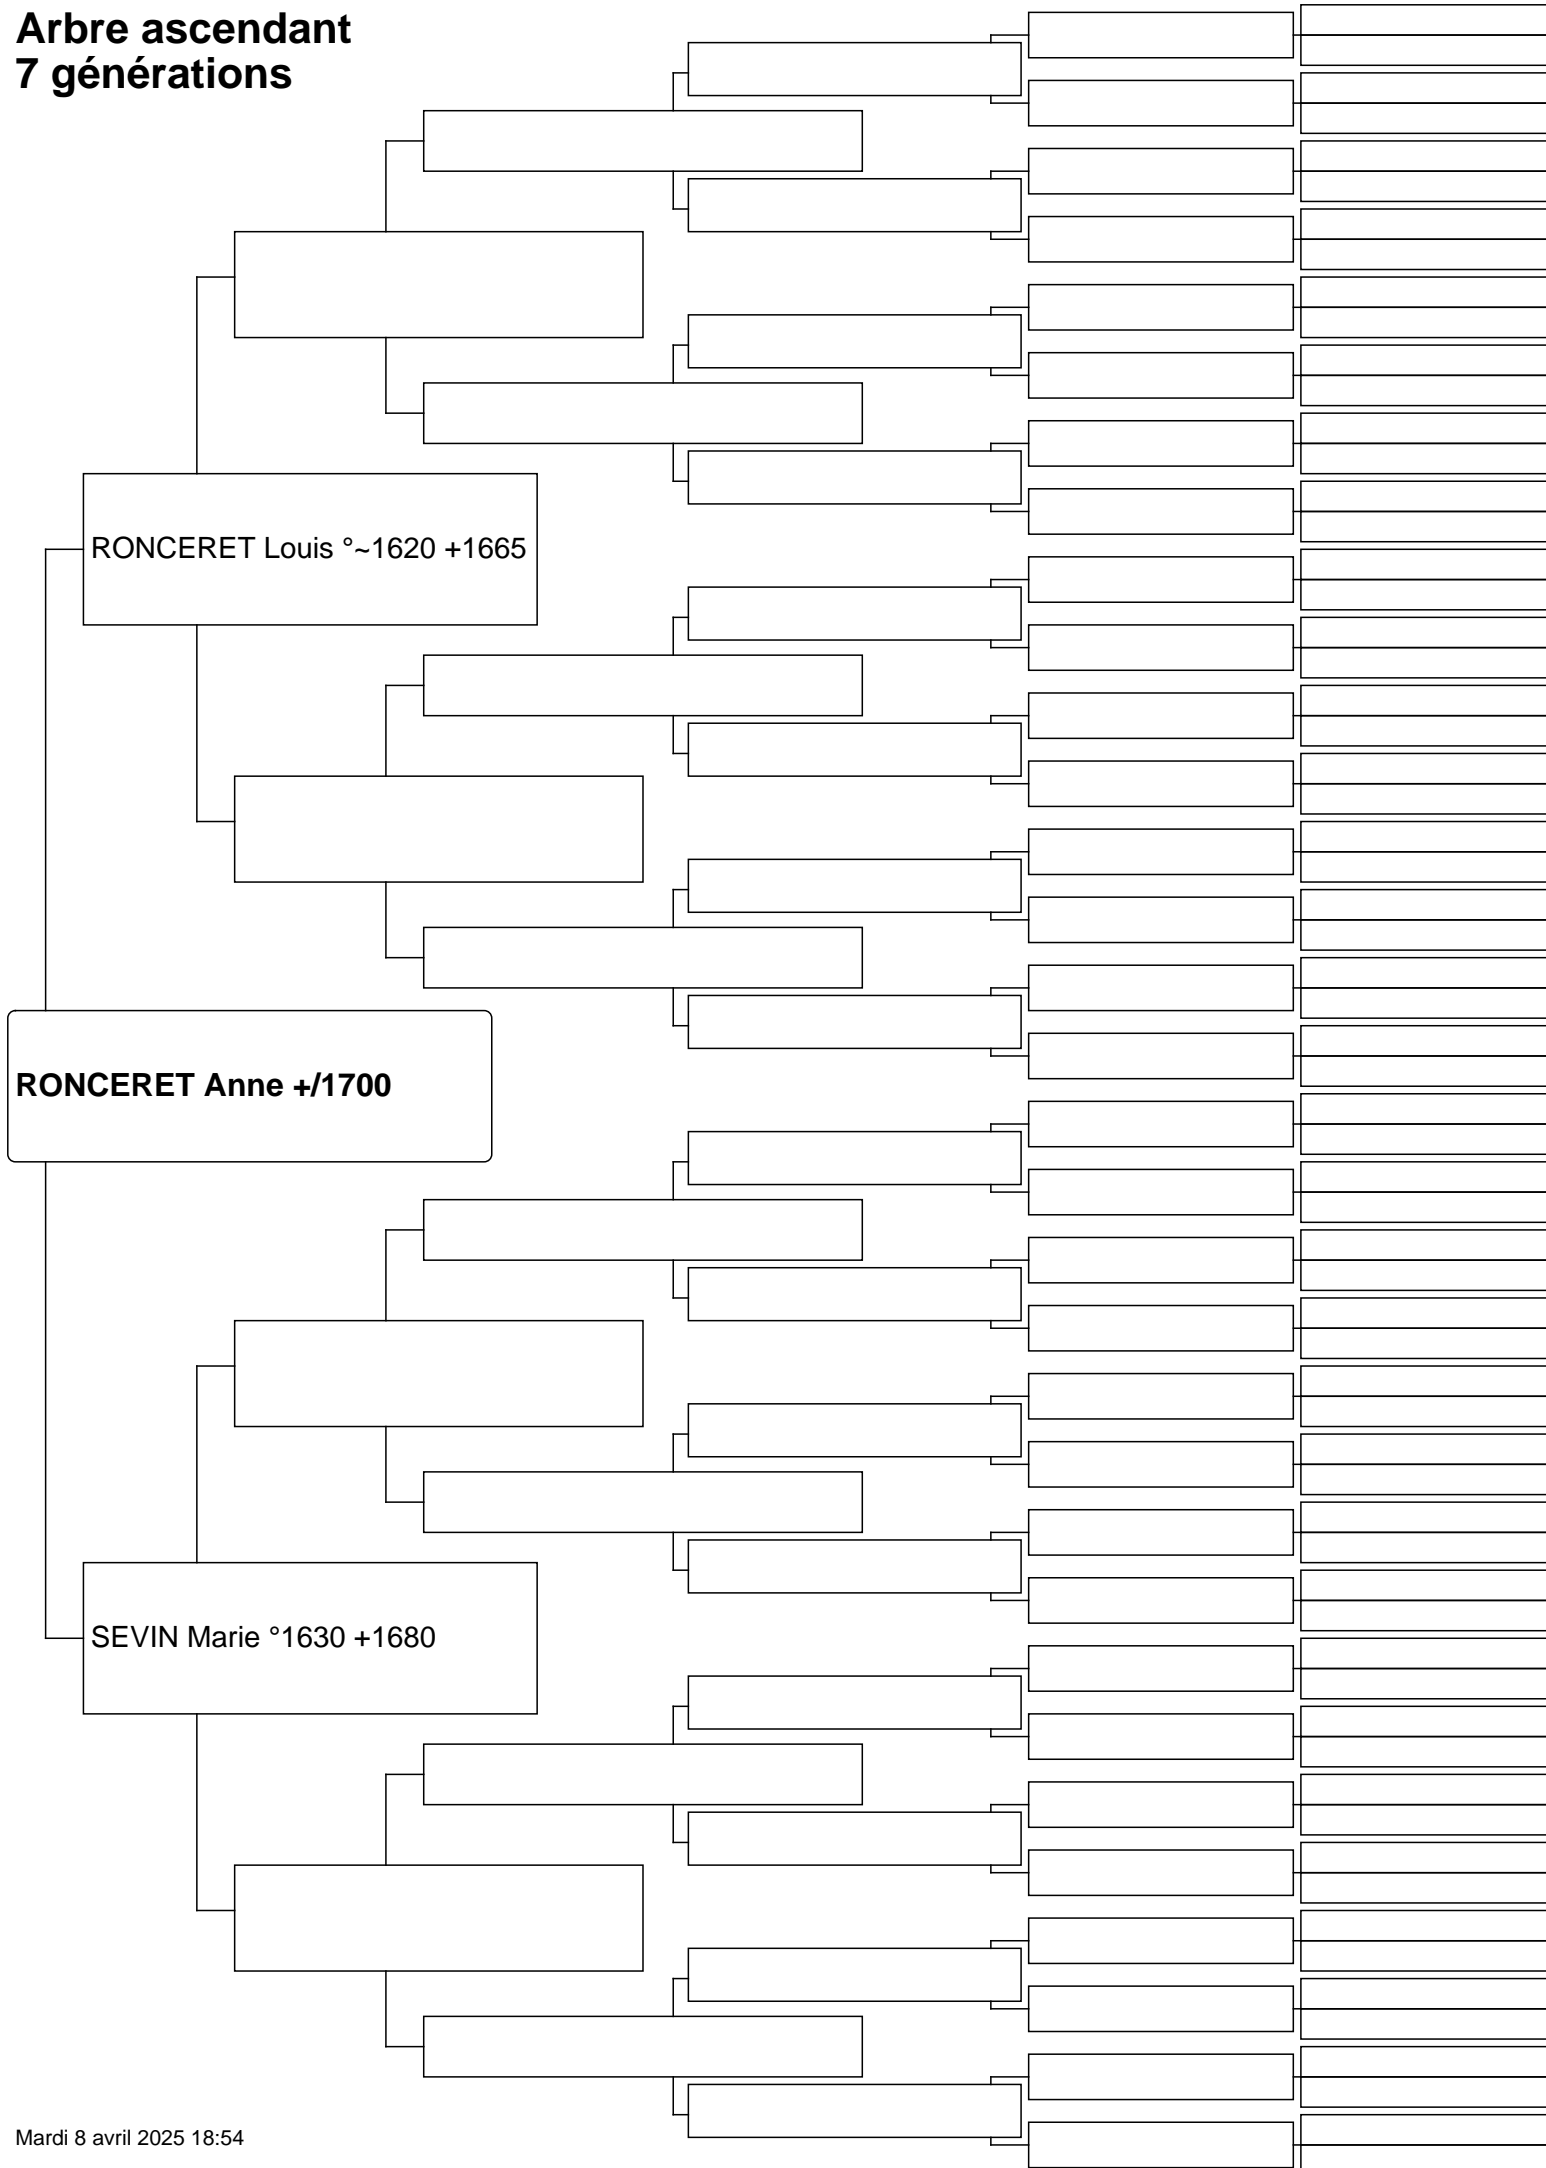 Arbre ascendant
7 générations
RONCERET Louis °~1620 +1665
RONCERET Anne +/1700
SEVIN Marie °1630 +1680
Mardi 8 avril 2025 18:54